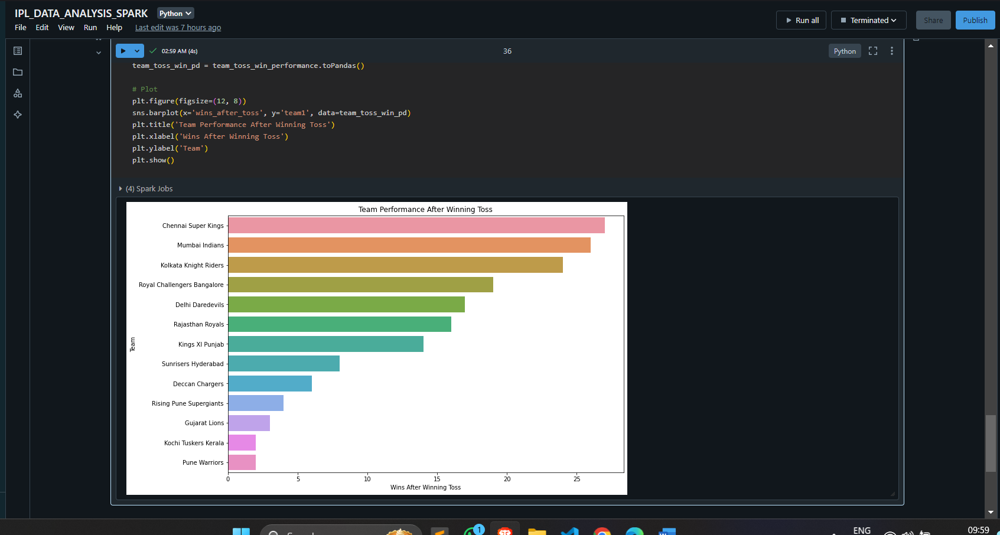 IPL_DATA_ANALYSIS_SPARK Python
File Edit View Run Help Last edit was 7 hours ago
Run all Terminated Share Publish
02:59 AM (4s) 36 Python
team_toss_win_pd = team_toss_win_performance.toPandas()
# Plot
plt.figure(figsize=(12, 8))
sns.barplot(x='wins_after_toss', y='team1', data=team_toss_win_pd)
plt.title('Team Performance After Winning Toss')
plt.xlabel('Wins After Winning Toss')
plt.ylabel('Team')
plt.show()
(4) Spark Jobs
Team Performance After Winning Toss
Chennai Super Kings
Mumbai Indians
Kolkata Knight Riders
Royal Challengers Bangalore
Delhi Daredevils
Rajasthan Royals
Kings XI Punjab
Sunrisers Hyderabad
Deccan Chargers
Rising Pune Supergiants
Gujarat Lions
Kochi Tuskers Kerala
Pune Warriors
Team
0 5 10 15 20 25
Wins After Winning Toss
1
ENG
09:59